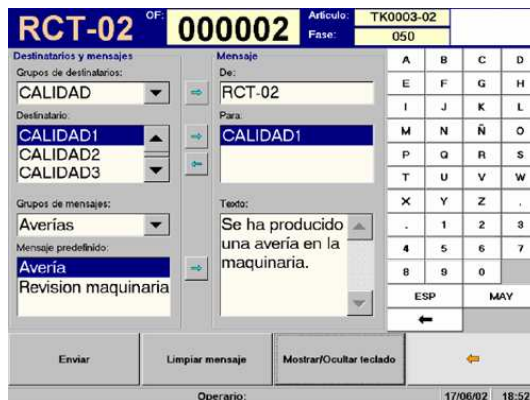 RCT-02 OF: 000002 Artículo: TK0003-02
Fase: 050
Destinatarios y mensajes
Grupos de destinatarios:
CALIDAD
Destinatario:
CALIDAD1
CALIDAD2
CALIDAD3
Grupos de mensajes:
Averías
Mensaje predefinido:
Avería
Revision maquinaria
Mensaje
De:
RCT-02
Para:
CALIDAD1
Texto:
Se ha producido
una avería en la
maquinaria.
A B C D
E F G H
I J K L
M N Ñ O
P Q R S
T U V W
X Y Z .
. 1 2 3
4 5 6 7
8 9 0
ESP MAY
Enviar Limpiar mensaje Mostrar/Ocultar teclado
Operario: 17/06/02 18:52